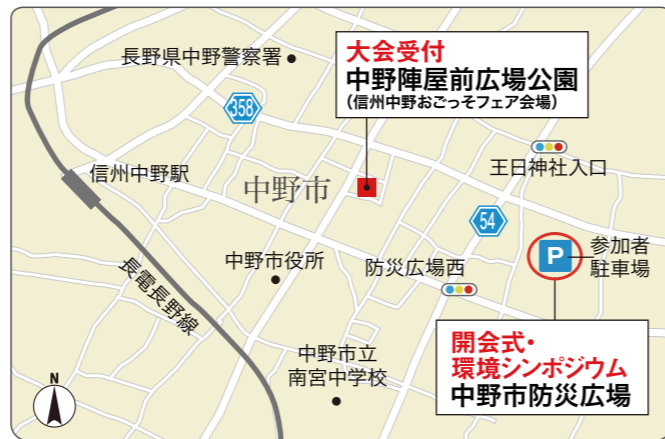 長野県中野警察署
大会受付
中野陣屋前広場公園
(信州中野おごっそフェア会場)
358
信州中野駅
中野市
王日神社入口
54
中野市役所
防災広場西
P
参加者
駐車場
長電長野線
中野市立
南宮中学校
開会式・
環境シンポジウム
中野市防災広場
N